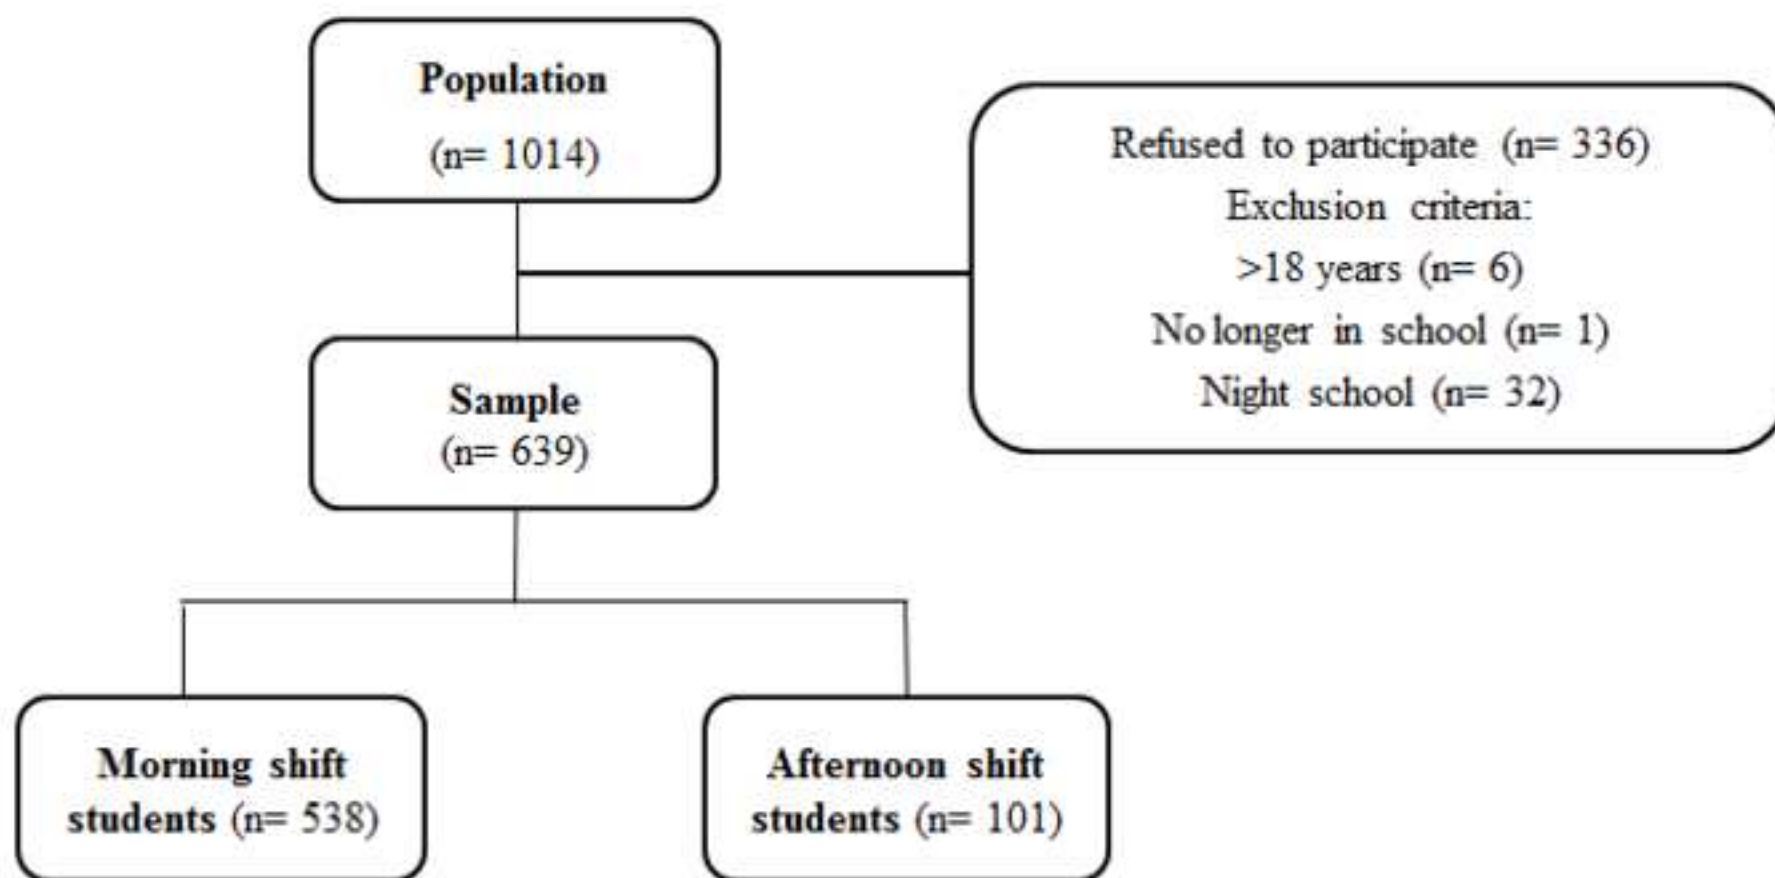 Population
(n= 1014)
Refused to participate (n= 336)
Exclusion criteria:
>18 years (n= 6)
No longer in school (n= 1)
Night school (n= 32)
Sample
(n= 639)
Morning shift
students (n= 538)
Afternoon shift
students (n= 101)